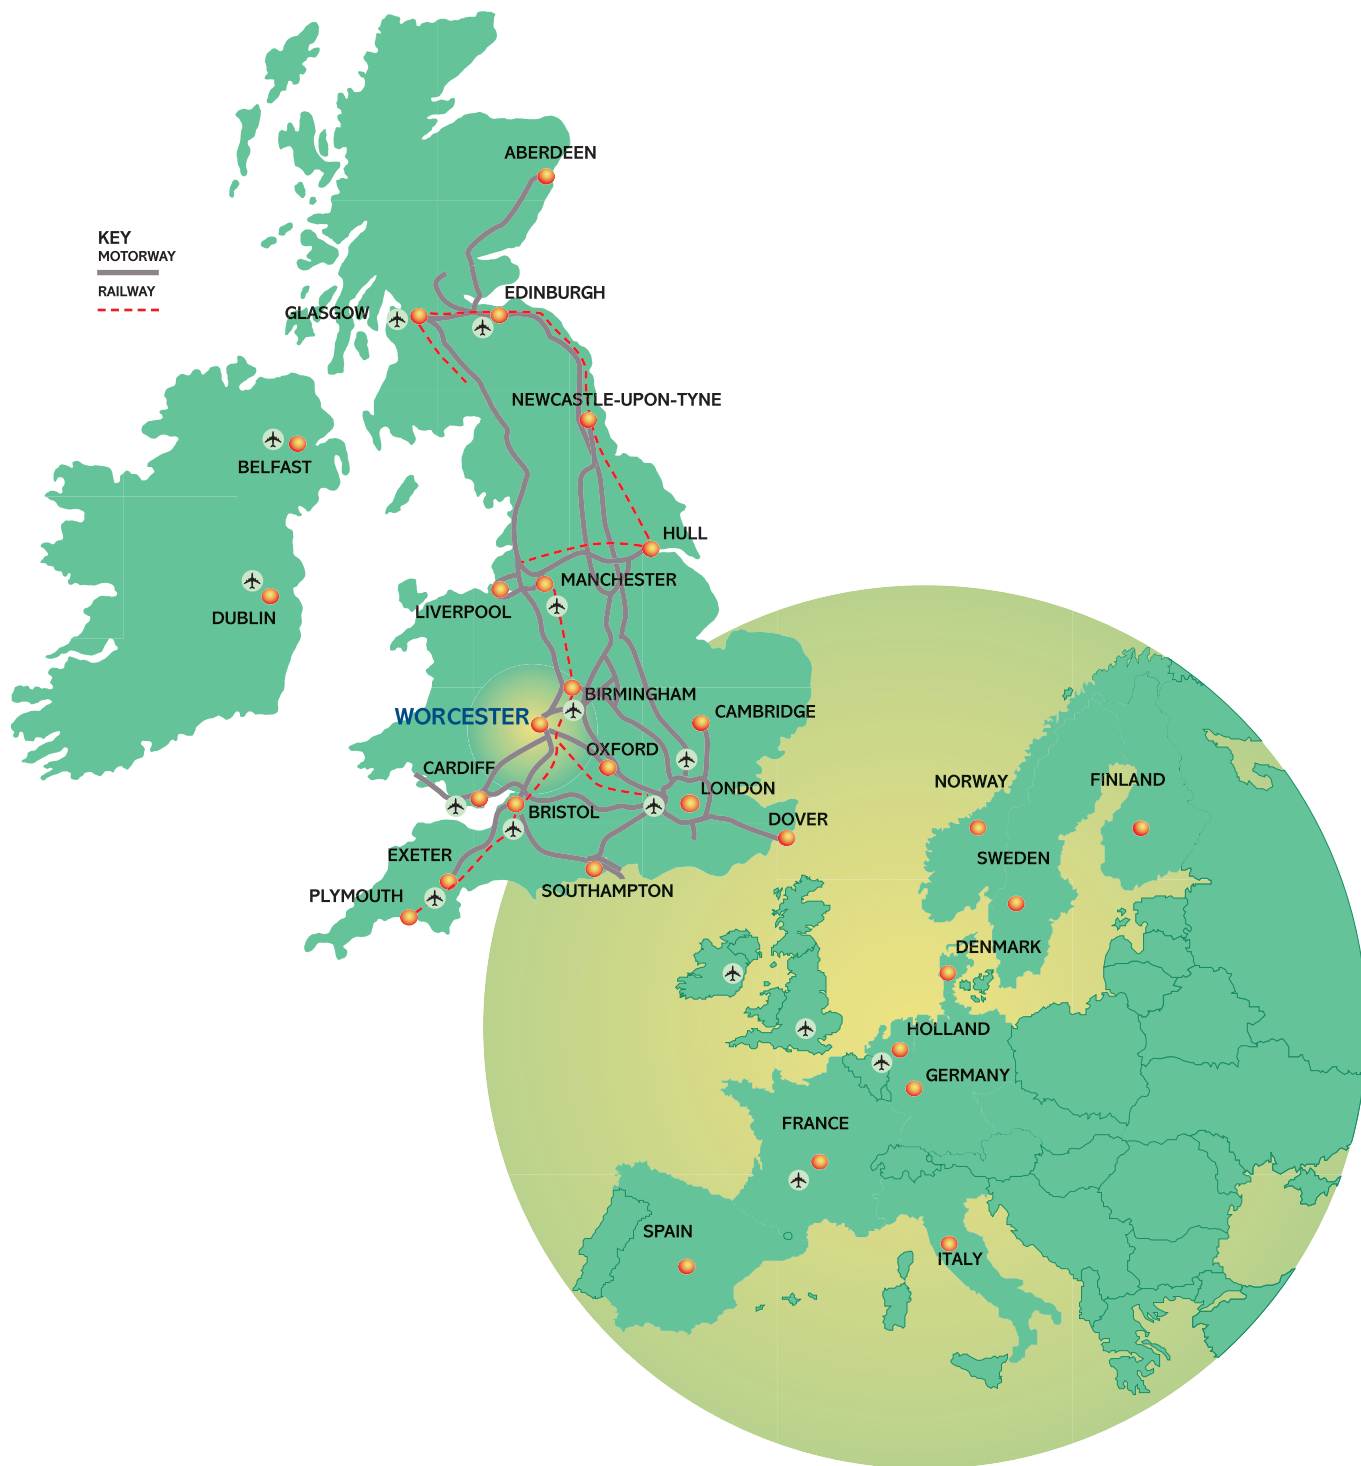 ABERDEEN
KEY
MOTORWAY
RAILWAY
EDINBURGH
GLASGOW
NEWCASTLE-UPON-TYNE
BELFAST
HULL
MANCHESTER
LIVERPOOL
DUBLIN
BIRMINGHAM
WORCESTER
CAMBRIDGE
OXFORD
CARDIFF
LONDON
BRISTOL
DOVER
EXETER
SOUTHAMPTON
PLYMOUTH
NORWAY
FINLAND
SWEDEN
DENMARK
HOLLAND
GERMANY
FRANCE
SPAIN
ITALY